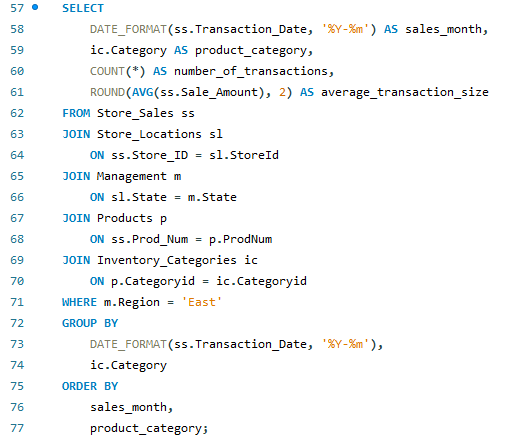 57 SELECT
58 DATE_FORMAT(ss.Transaction_Date, '%Y-%m') AS sales_month,
59 ic.Category AS product_category,
60 COUNT(*) AS number_of_transactions,
61 ROUND(AVG(ss.Sale_Amount), 2) AS average_transaction_size
62 FROM Store_Sales ss
63 JOIN Store_Locations sl
64 ON ss.Store_ID = sl.StoreId
65 JOIN Management m
66 ON sl.State = m.State
67 JOIN Products p
68 ON ss.Prod_Num = p.ProdNum
69 JOIN Inventory_Categories ic
70 ON p.Categoryid = ic.Categoryid
71 WHERE m.Region = 'East'
72 GROUP BY
73 DATE_FORMAT(ss.Transaction_Date, '%Y-%m'),
74 ic.Category
75 ORDER BY
76 sales_month,
77 product_category;